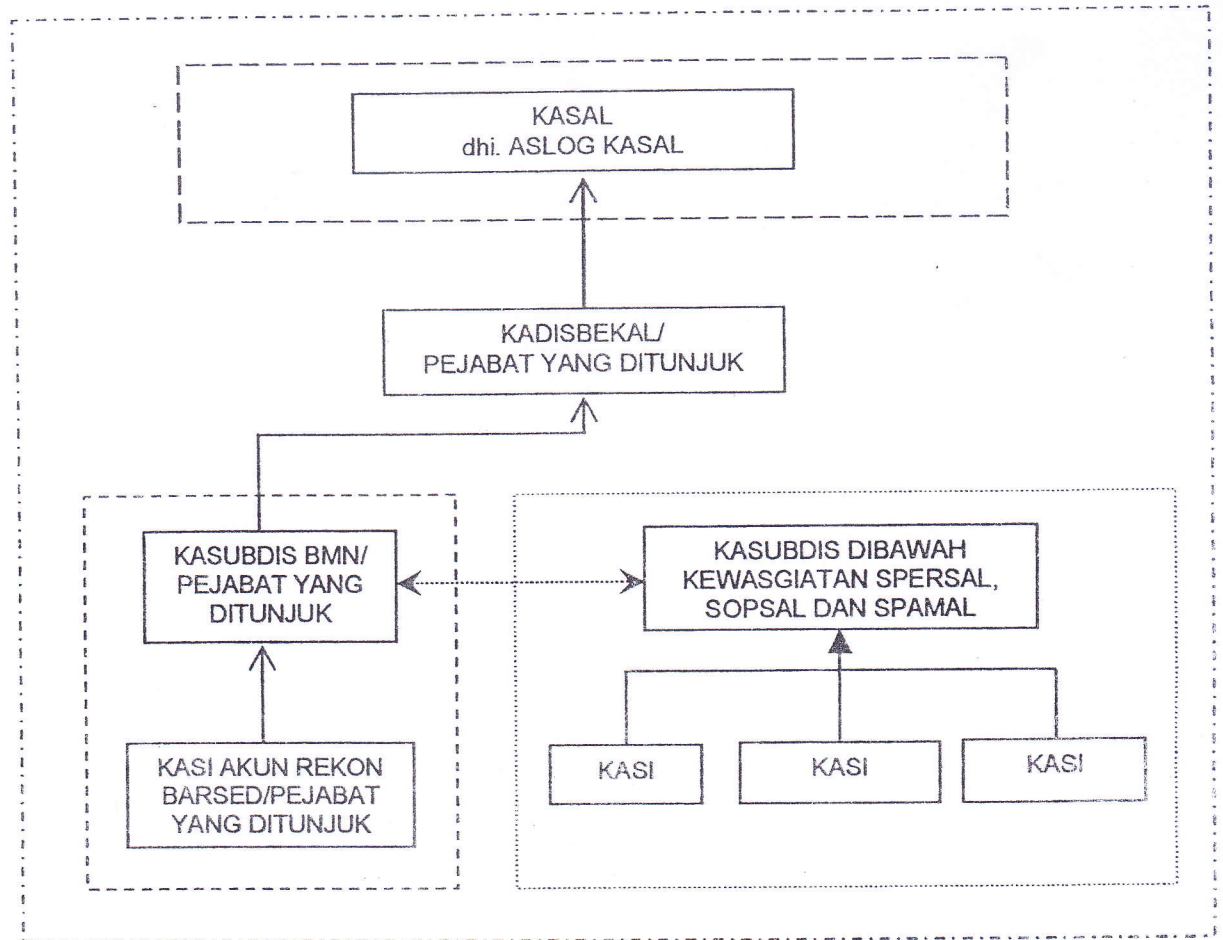 KASAL
dhi. ASLOG KASAL
KADISBEKAL/
PEJABAT YANG DITUNJUK
KASUBDIS BMN/
PEJABAT YANG
DITUNJUK
KASUBDIS DIBAWAH
KEWASGIATAN SPERSAL,
SOPSAL DAN SPAMAL
KASI AKUN REKON
BARSED/PEJABAT
YANG DITUNJUK
KASI
KASI
KASI